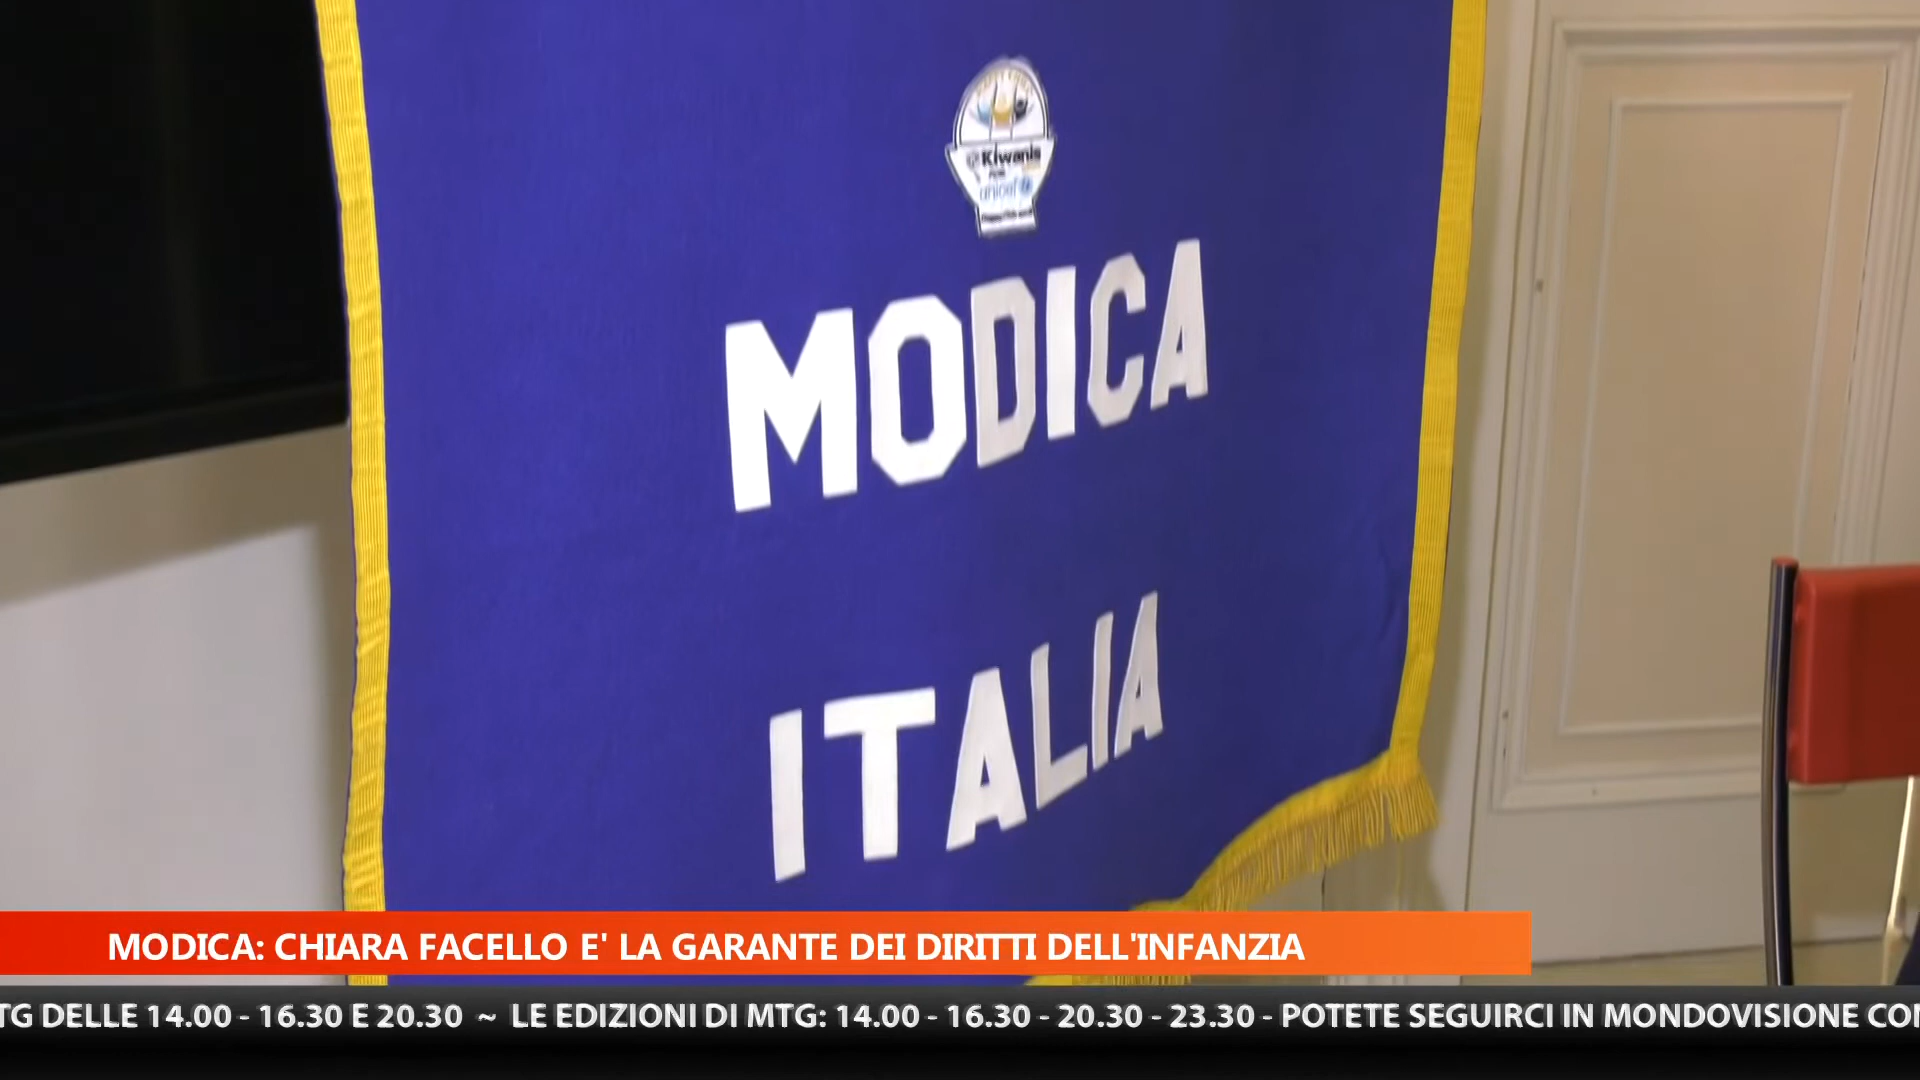 Kiwanis
unicef
MODICA
ITALIA
MODICA: CHIARA FACELLO E' LA GARANTE DEI DIRITTI DELL'INFANZIA
TG DELLE 14.00 - 16.30 E 20.30 ~ LE EDIZIONI DI MTG: 14.00 - 16.30 - 20.30 - 23.30 - POTETE SEGUIRCI IN MONDOVISIONE CON